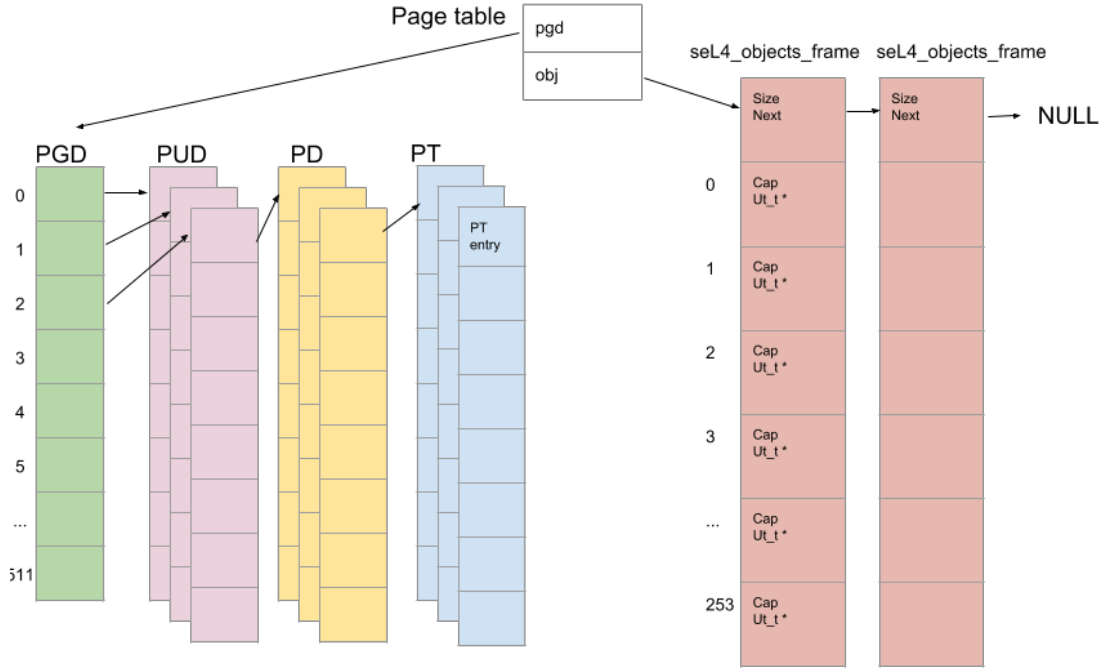 Page table
pgd
obj
seL4_objects_frame
seL4_objects_frame
Size
Next
Size
Next
NULL
PGD
PUD
PD
PT
0
1
2
3
4
5
...
511
PT
entry
0
Cap
Ut_t *
1
Cap
Ut_t *
2
Cap
Ut_t *
3
Cap
Ut_t *
...
Cap
Ut_t *
253
Cap
Ut_t *